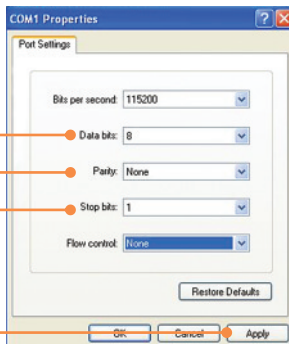 COM1 Properties
Port Settings
Bits per second: 115200
Data bits: 8
Parity: None
Stop bits: 1
Flow control: None
Restore Defaults
OK Cancel Apply